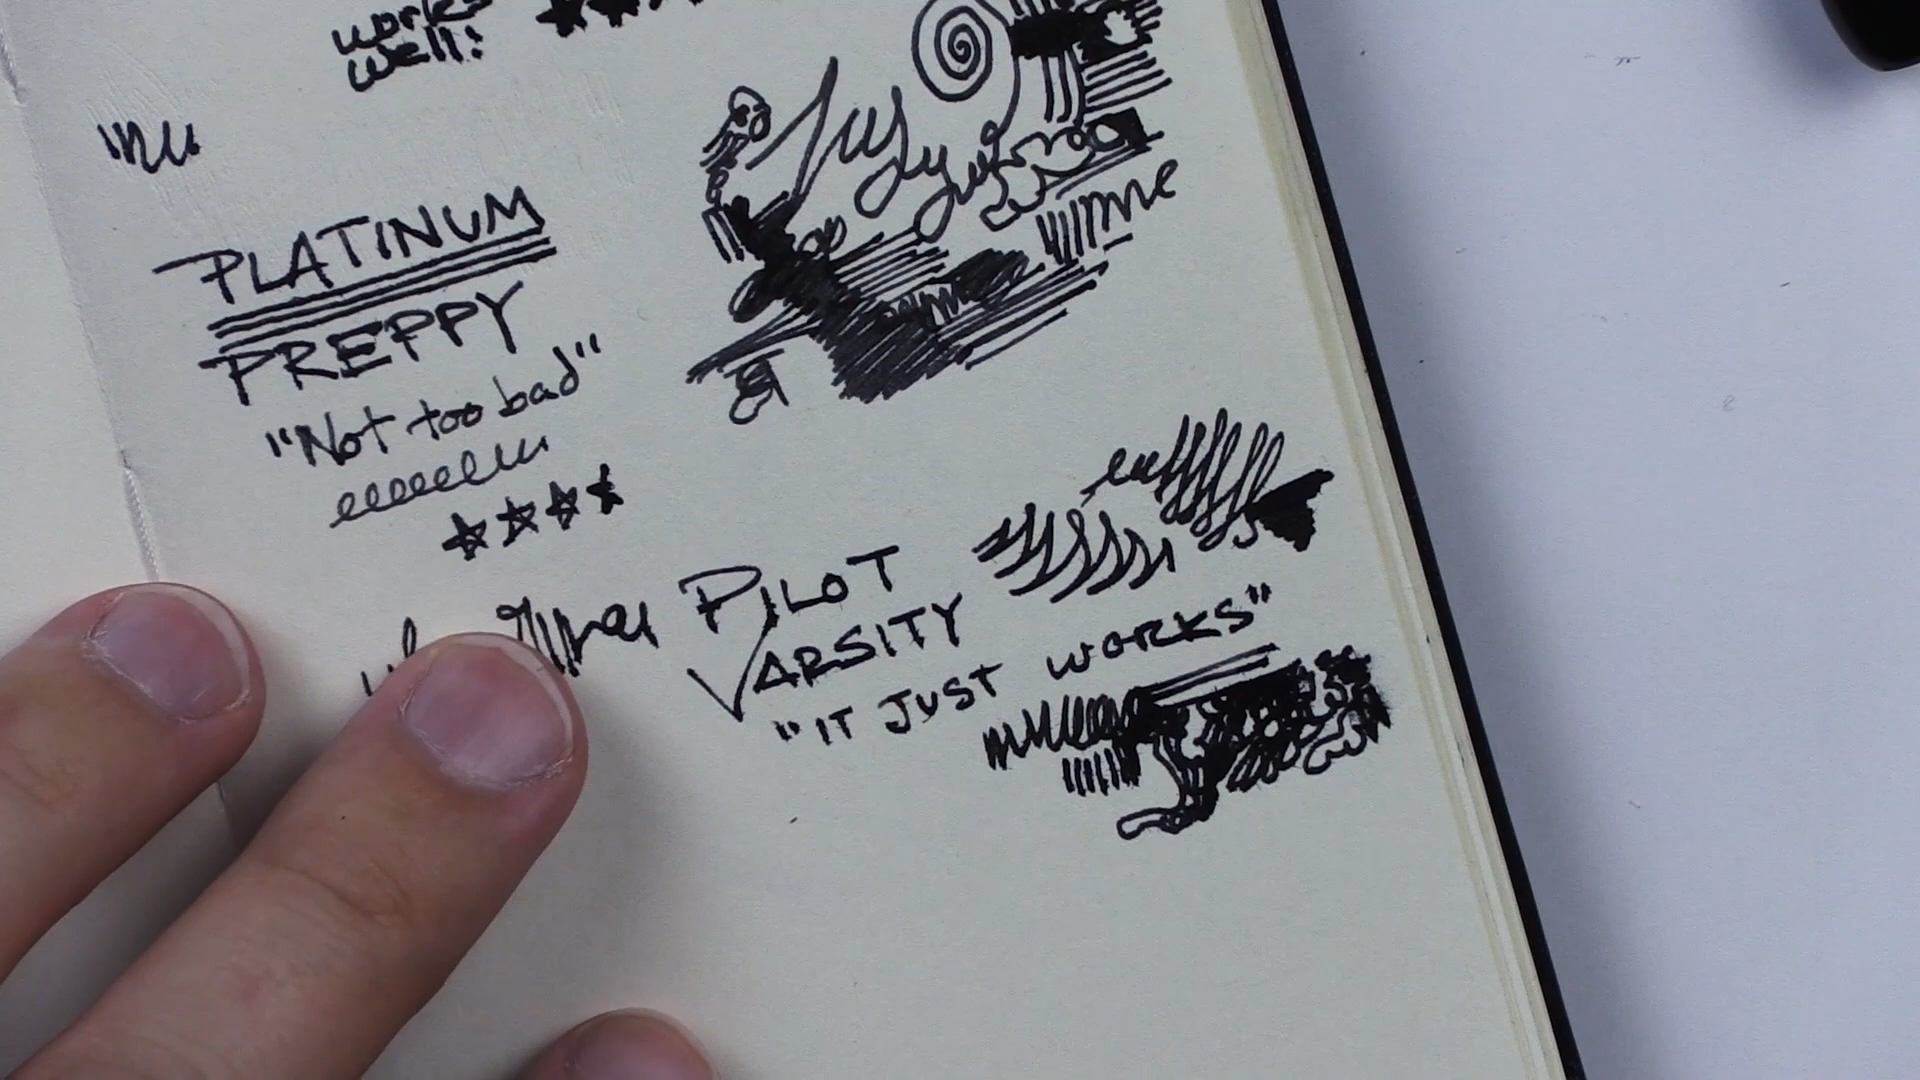 works
well!
PLATINUM
PREPPY
"Not too bad"
PILOT
VARSITY
"IT JUST WORKS"